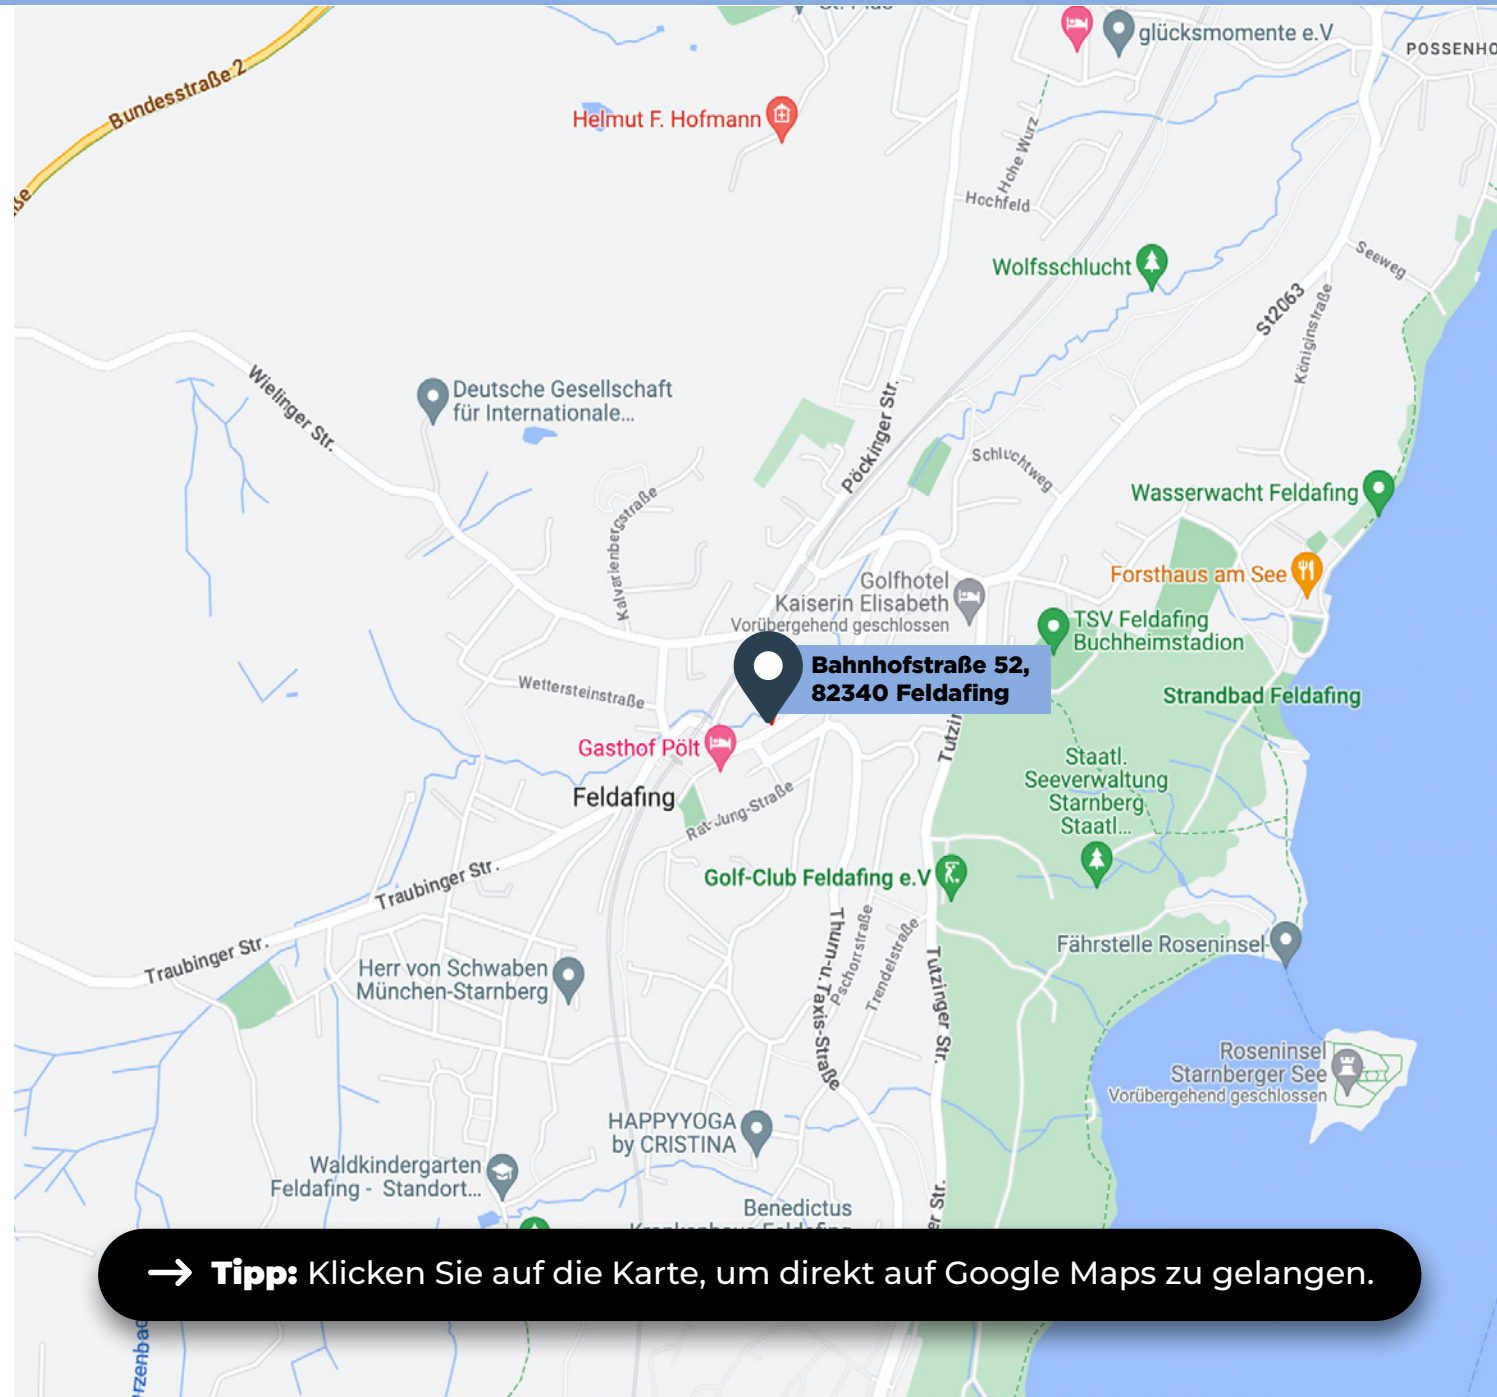 glücksmomente e.V
POSSENHO
Bundesstraße 2
Helmut F. Hofmann
Hohe Wurz
Hochfeld
Wolfsschlucht
Seeweg
St2063
Königinstraße
Wielinger Str.
Deutsche Gesellschaft
für Internationale...
Pöckinger Str.
Schluchtweg
Kalvarienbergstraße
Wasserwacht Feldafing
Golfhotel
Kaiserin Elisabeth
Vorübergehend geschlossen
Forsthaus am See
TSV Feldafing
Buchheimstadion
Bahnhofstraße 52,
82340 Feldafing
Wettersteinstraße
Strandbad Feldafing
Tutzin
Gasthof Pölt
Feldafing
Rat-Jung-Straße
Staatl.
Seeverwaltung
Starnberg
Staatl...
Traubinger Str.
Golf-Club Feldafing e.V
Thurn-u.Taxis-Straße
Pschorrstraße
Trendelstraße
Tutzinger Str.
Fährstelle Roseninsel
Traubinger Str.
Herr von Schwaben
München-Starnberg
Roseninsel
Starnberger See
Vorübergehend geschlossen
HAPPYYOGA
by CRISTINA
Waldkindergarten
Feldafing - Standort...
Benedictus
er Str.
→ Tipp: Klicken Sie auf die Karte, um direkt auf Google Maps zu gelangen.
rzenbac